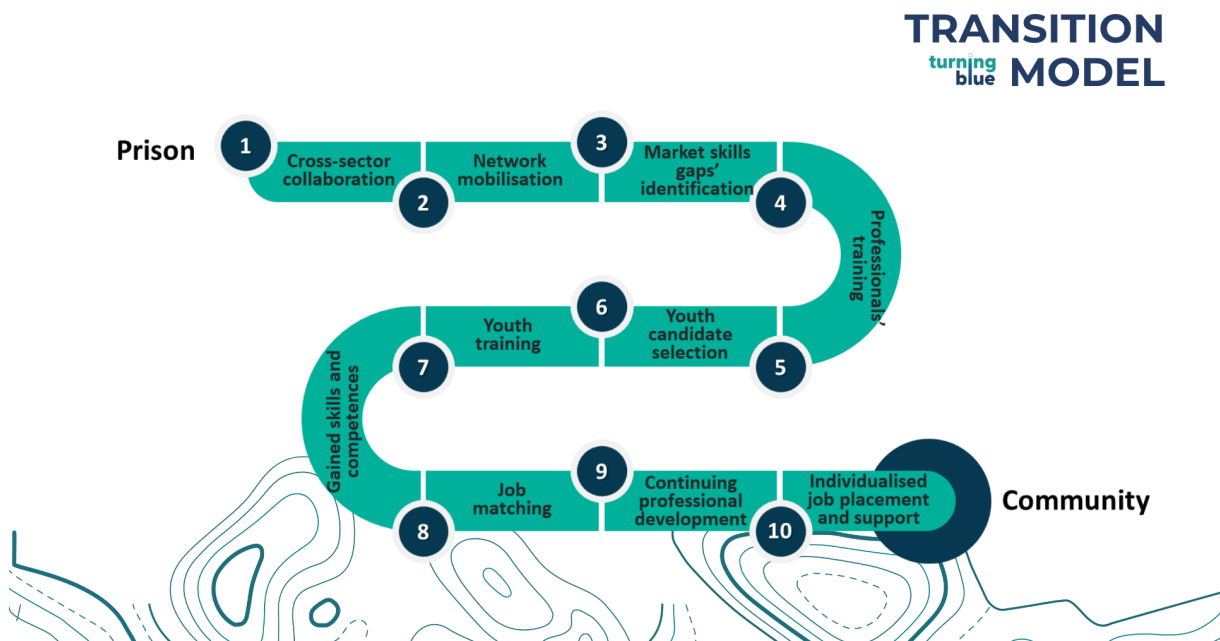 TRANSITION
turning
blue
MODEL
Prison
1
Cross-sector
collaboration
2
Network
mobilisation
3
Market skills
gaps'
identification
4
Professionals'
training
5
Youth
candidate
selection
6
Youth
training
7
Gained skills and
competences
8
Job
matching
9
Continuing
professional
development
10
Individualised
job placement
and support
Community